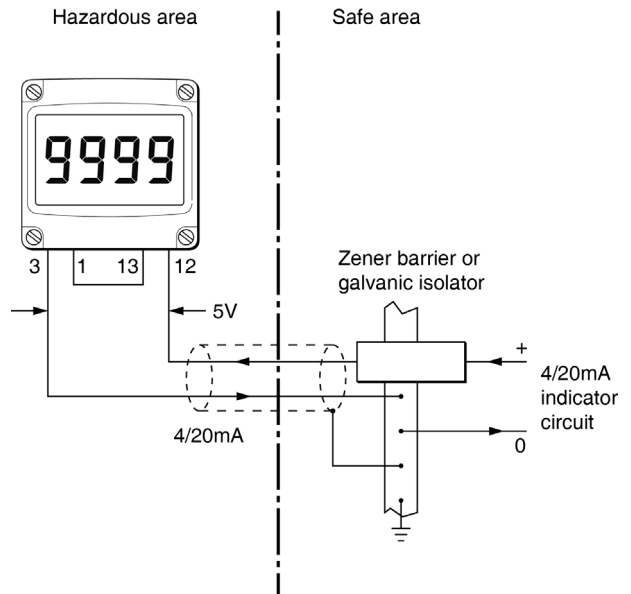 Hazardous area
Safe area
9999
3
1
13
12
5V
Zener barrier or
galvanic isolator
+
4/20mA
indicator
circuit
0
4/20mA